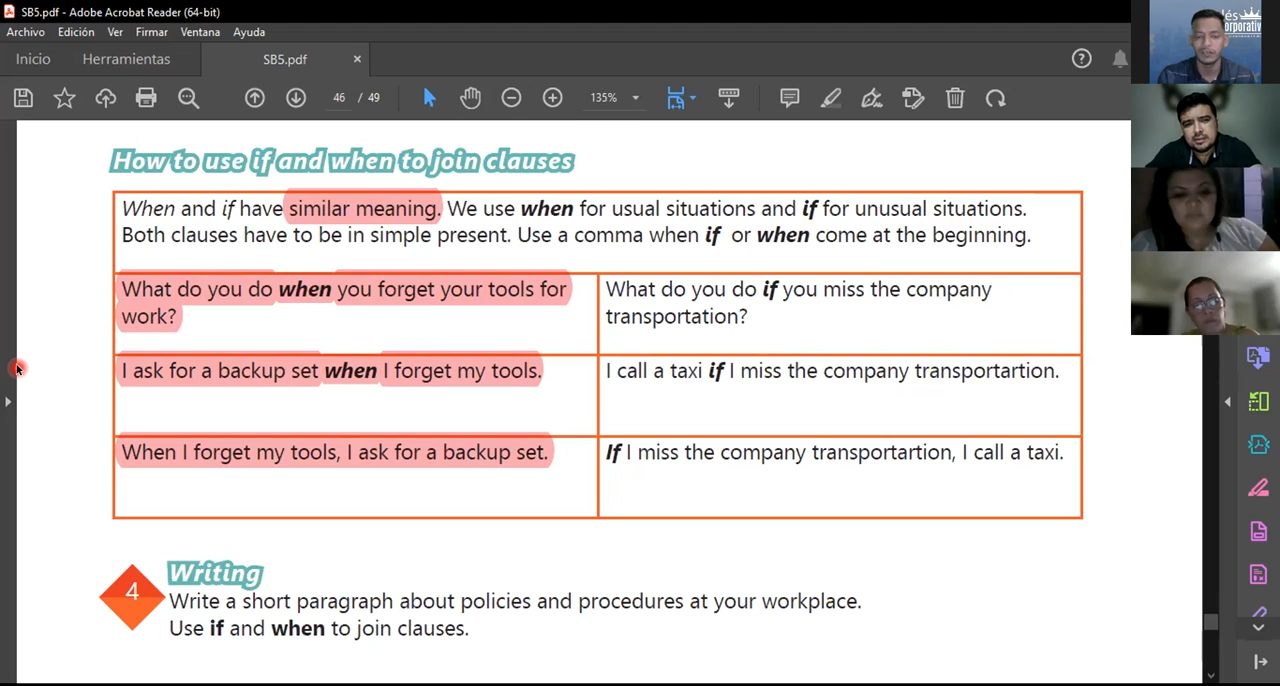 SB5.pdf - Adobe Acrobat Reader (64-bit)
Archivo Edición Ver Firmar Ventana Ayuda
Inicio Herramientas SB5.pdf ×
46 / 49 135%
How to use if and when to join clauses
When and if have similar meaning. We use when for usual situations and if for unusual situations.
Both clauses have to be in simple present. Use a comma when if or when come at the beginning.
What do you do when you forget your tools for
work?
What do you do if you miss the company
transportation?
I ask for a backup set when I forget my tools.
I call a taxi if I miss the company transportartion.
When I forget my tools, I ask for a backup set.
If I miss the company transportartion, I call a taxi.
4
Writing
Write a short paragraph about policies and procedures at your workplace.
Use if and when to join clauses.